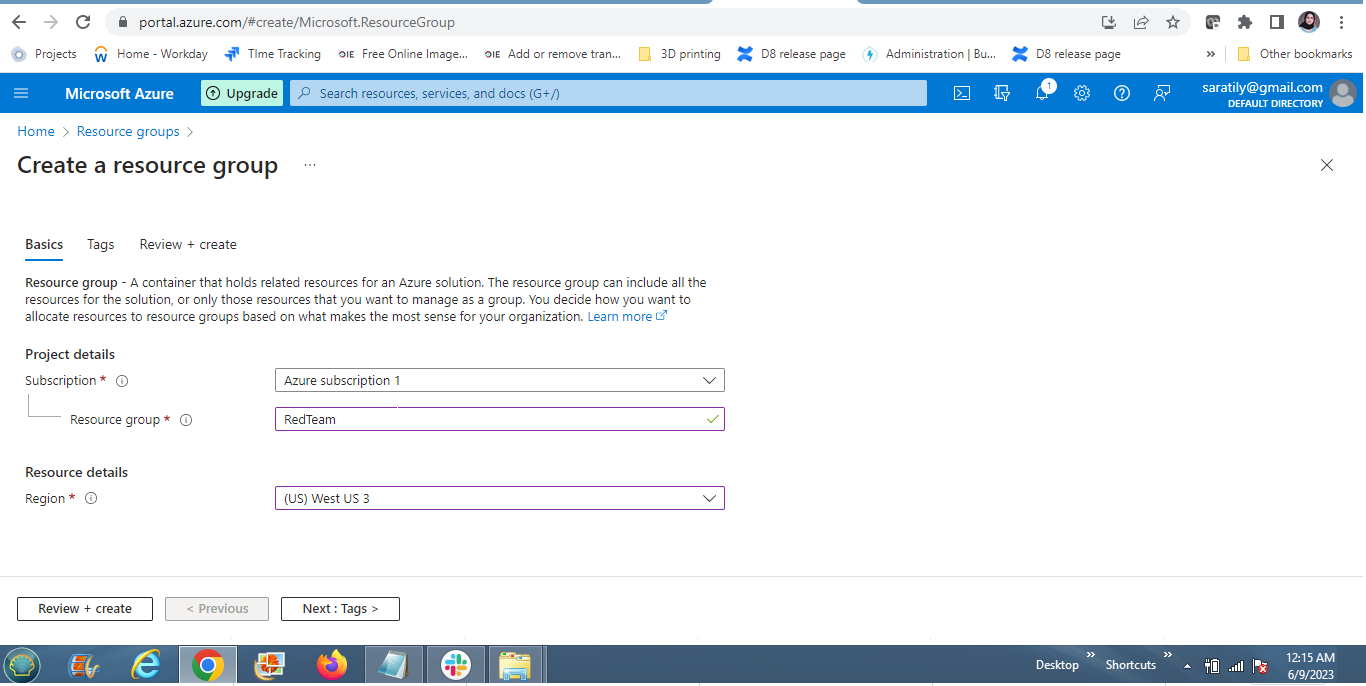 portal.azure.com/#create/Microsoft.ResourceGroup
Projects Home - Workday TIme Tracking OIE Free Online Image... OIE Add or remove tran... 3D printing D8 release page Administration | Bu... D8 release page » Other bookmarks
Microsoft Azure Upgrade Search resources, services, and docs (G+/) 1 saratily@gmail.com
DEFAULT DIRECTORY
Home > Resource groups >
Create a resource group ...
Basics Tags Review + create
Resource group - A container that holds related resources for an Azure solution. The resource group can include all the
resources for the solution, or only those resources that you want to manage as a group. You decide how you want to
allocate resources to resource groups based on what makes the most sense for your organization. Learn more
Project details
Subscription * Azure subscription 1
Resource group * RedTeam
Resource details
Region * (US) West US 3
Review + create < Previous Next : Tags >
Desktop » Shortcuts » 12:15 AM
6/9/2023